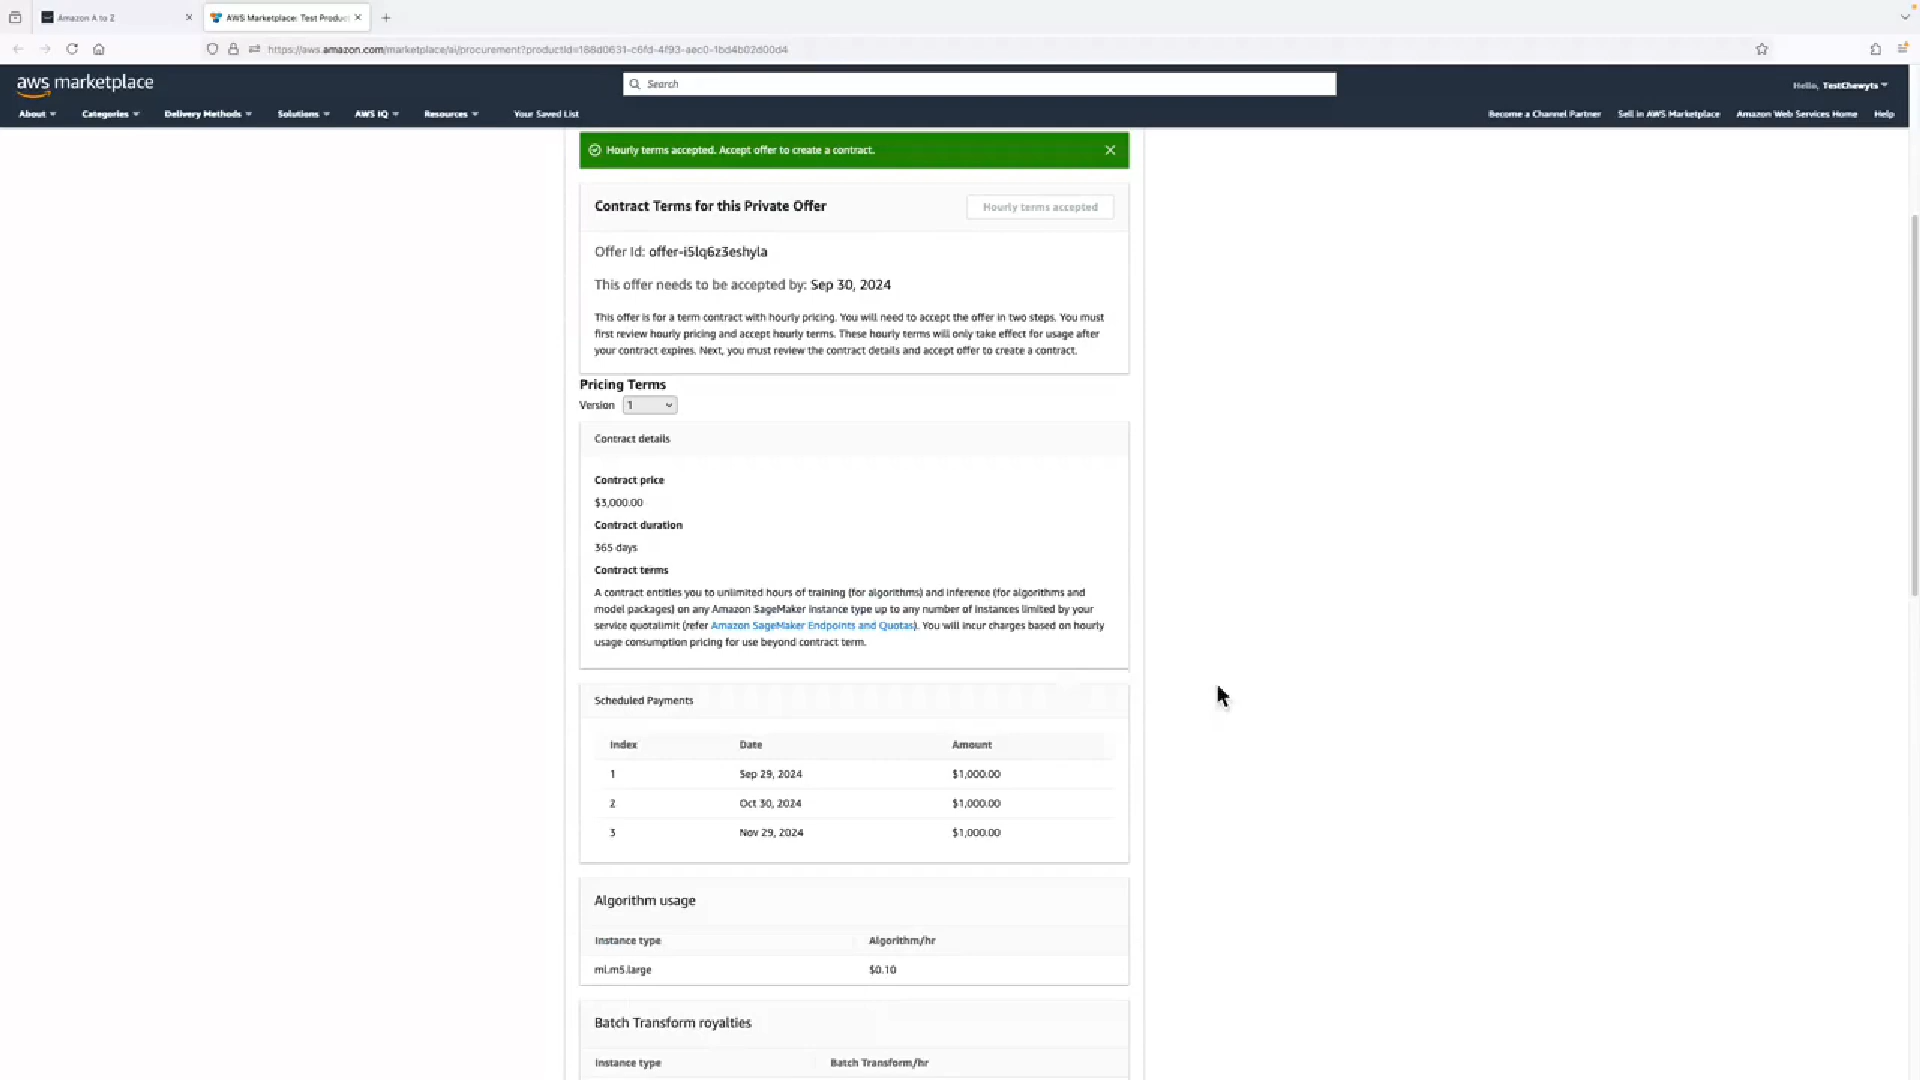 Amazon A to Z
AWS Marketplace: Test Produc
https://aws.amazon.com/marketplace/ai/procurement?productId=188d0631-c6fd-4f93-aec0-1bd4b02d00d4
aws marketplace
Search
Hello, TestChewyts
About
Categories
Delivery Methods
Solutions
AWS IQ
Resources
Your Saved List
Become a Channel Partner
Sell in AWS Marketplace
Amazon Web Services Home
Help
Hourly terms accepted. Accept offer to create a contract.
Contract Terms for this Private Offer
Hourly terms accepted
Offer Id: offer-i5lq6z3eshyla
This offer needs to be accepted by: Sep 30, 2024
This offer is for a term contract with hourly pricing. You will need to accept the offer in two steps. You must
first review hourly pricing and accept hourly terms. These hourly terms will only take effect for usage after
your contract expires. Next, you must review the contract details and accept offer to create a contract.
Pricing Terms
Version 1
Contract details
Contract price
$3,000.00
Contract duration
365 days
Contract terms
A contract entitles you to unlimited hours of training (for algorithms) and inference (for algorithms and
model packages) on any Amazon SageMaker instance type up to any number of instances limited by your
service quotalimit (refer Amazon SageMaker Endpoints and Quotas). You will incur charges based on hourly
usage consumption pricing for use beyond contract term.
Scheduled Payments
Index Date Amount
1 Sep 29, 2024 $1,000.00
2 Oct 30, 2024 $1,000.00
3 Nov 29, 2024 $1,000.00
Algorithm usage
Instance type Algorithm/hr
ml.m5.large $0.10
Batch Transform royalties
Instance type Batch Transform/hr